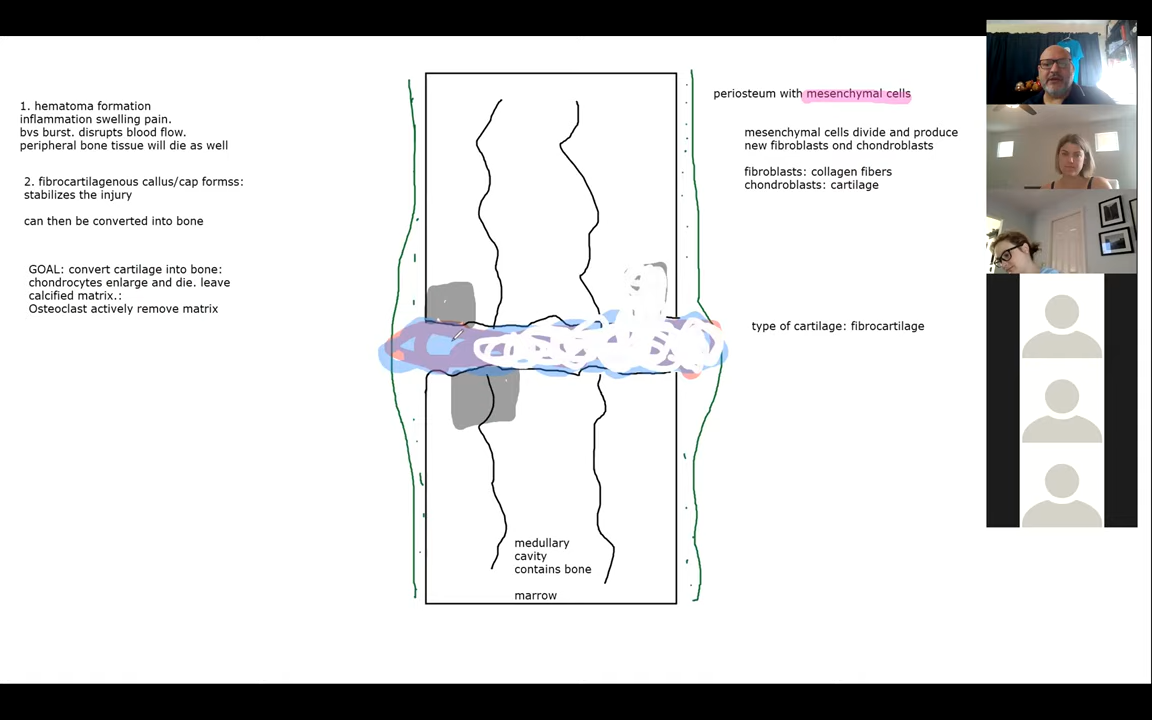 1. hematoma formation
inflammation swelling pain.
bvs burst. disrupts blood flow.
peripheral bone tissue will die as well
2. fibrocartilagenous callus/cap formss:
stabilizes the injury
can then be converted into bone
GOAL: convert cartilage into bone:
chondrocytes enlarge and die. leave
calcified matrix.:
Osteoclast actively remove matrix
medullary
cavity
contains bone
marrow
periosteum with mesenchymal cells
mesenchymal cells divide and produce
new fibroblasts ond chondroblasts
fibroblasts: collagen fibers
chondroblasts: cartilage
type of cartilage: fibrocartilage